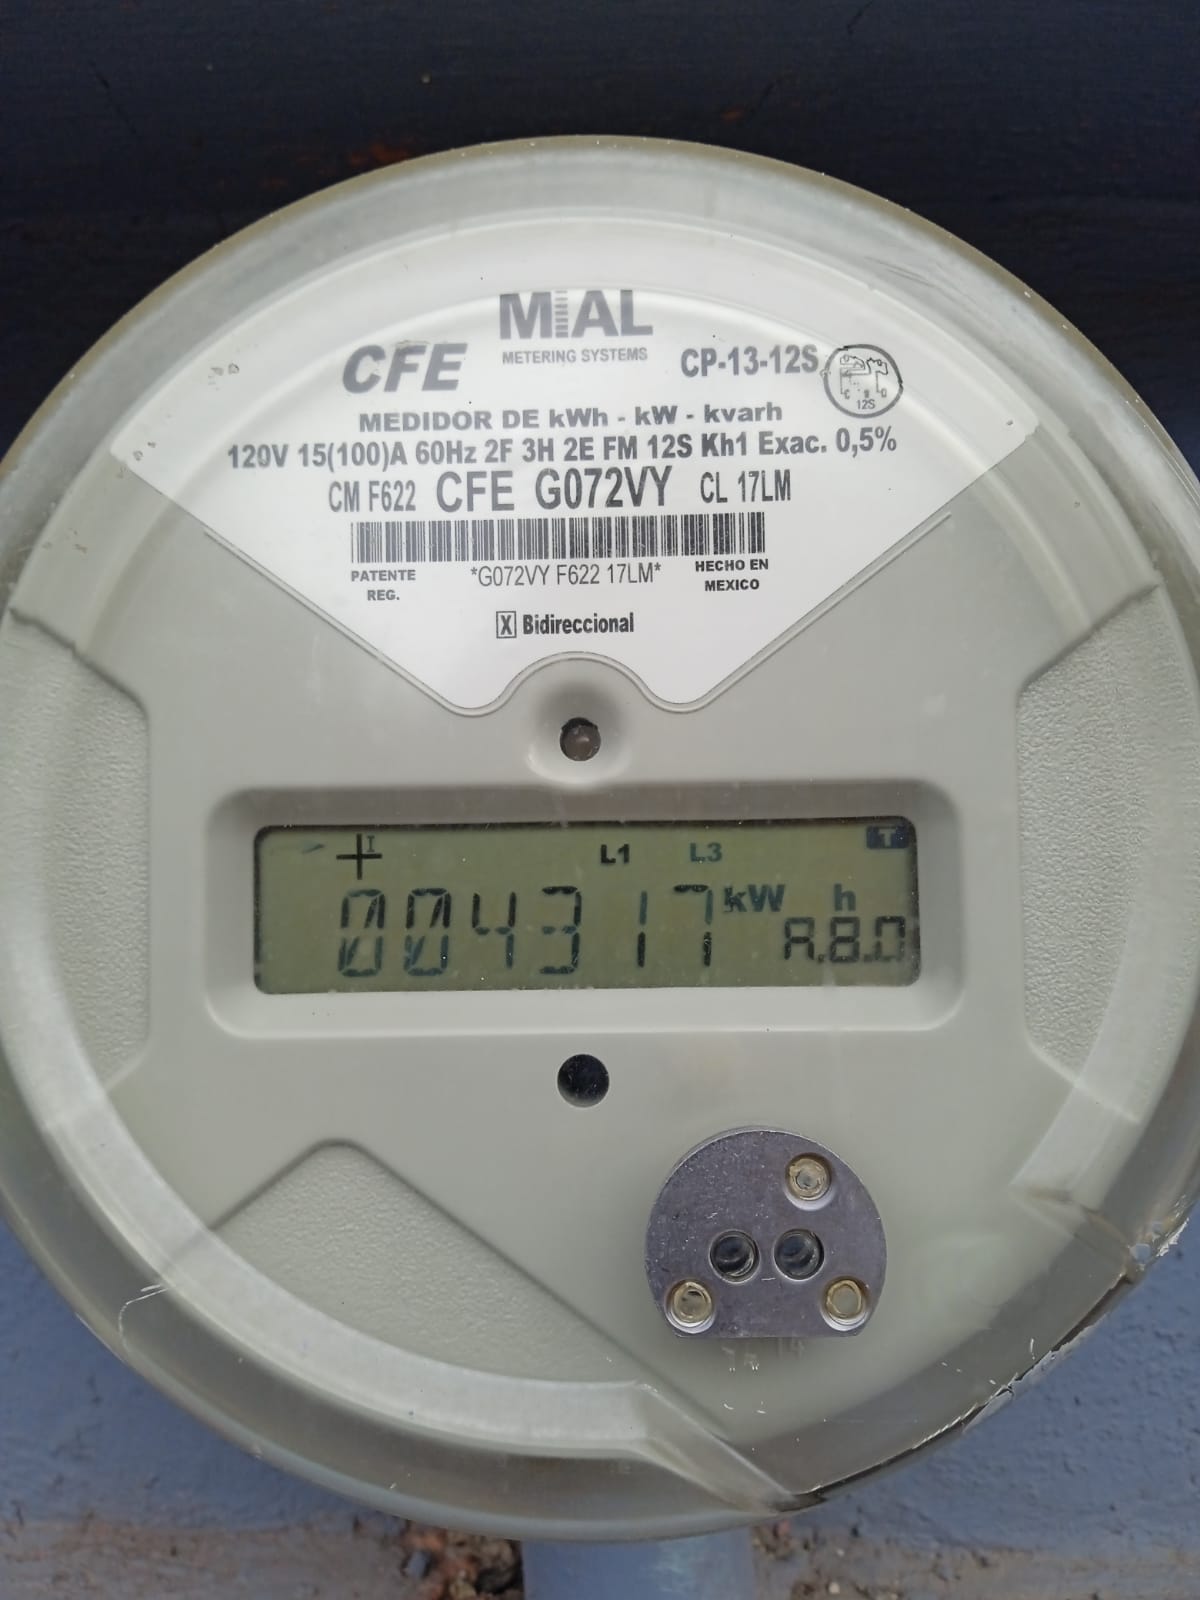 MIAL
METERING SYSTEMS
CFE
CP-13-12S
12S
MEDIDOR DE kWh - kW - kvarh
120V 15(100)A 60Hz 2F 3H 2E FM 12S Kh1 Exac. 0,5%
CM F622 CFE G072VY CL 17LM
PATENTE REG.
*G072VY F622 17LM*
HECHO EN MEXICO
X Bidireccional
L1 L3 T
004317 kW h A.8.0